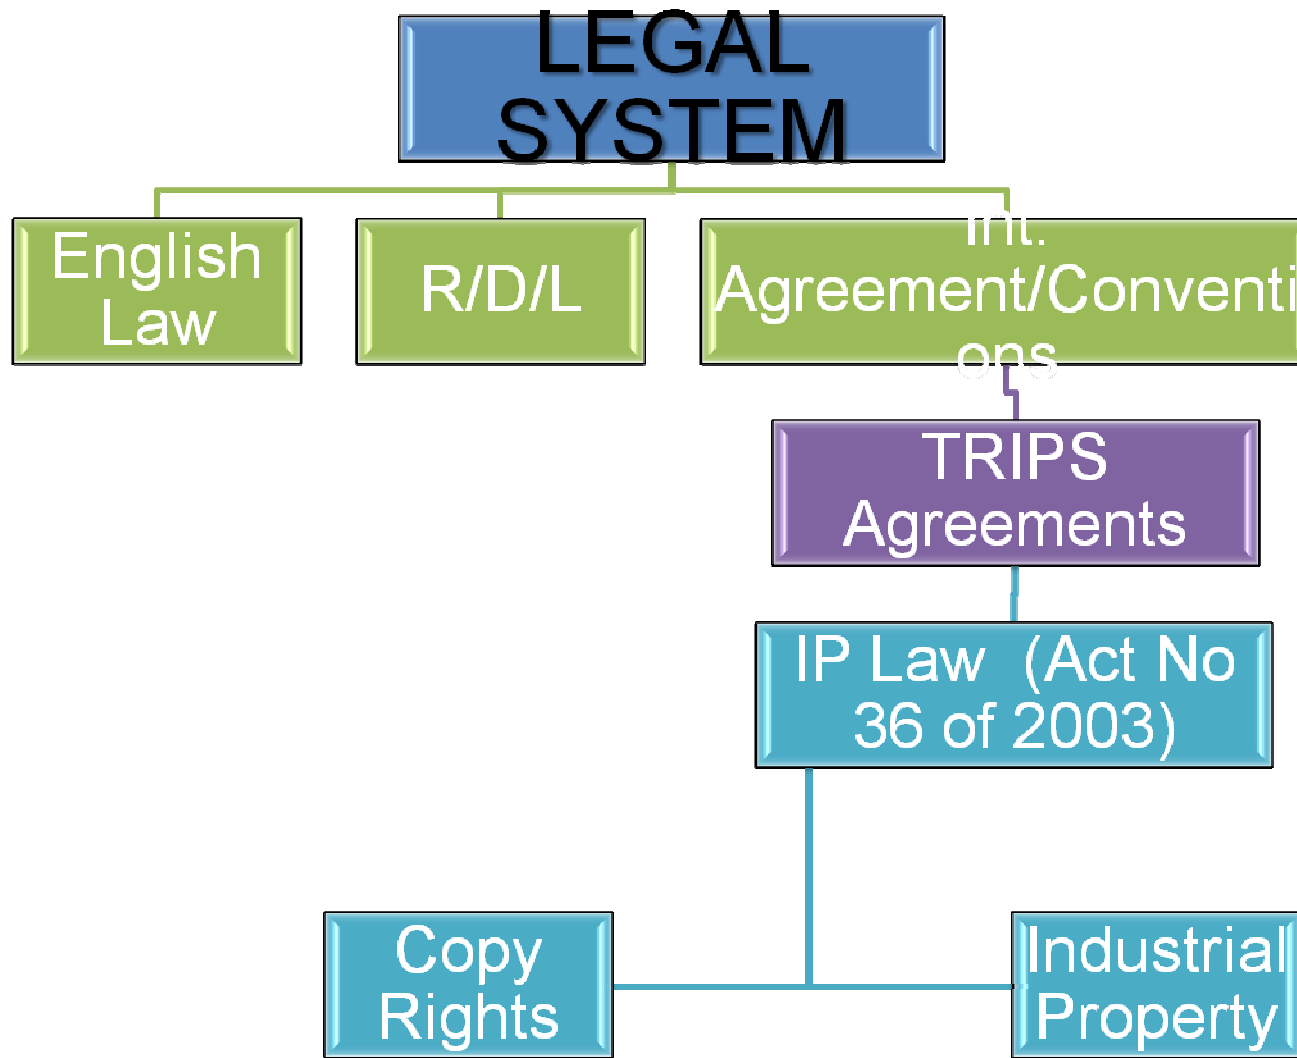 LEGAL
SYSTEM
English
Law
R/D/L
Int.
Agreement/Conventi
ons
TRIPS
Agreements
IP Law  (Act No
36 of 2003)
Copy
Rights
Industrial
Property